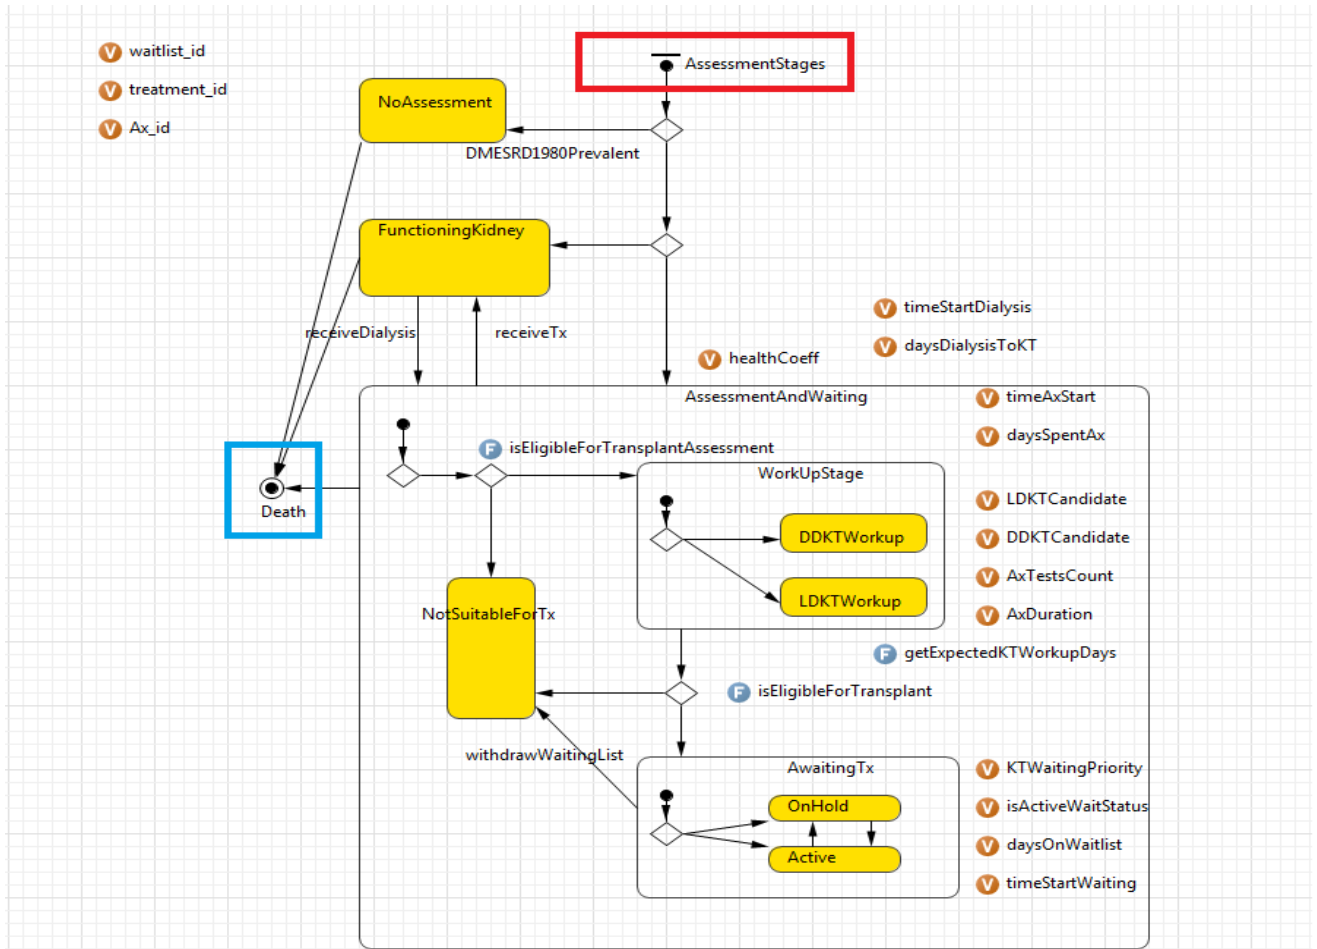 V waitlist_id
AssessmentStages
V treatment_id
NoAssessment
V Ax_id
DMESRD1980Prevalent
FunctioningKidney
V timeStartDialysis
receiveDialysis
receiveTx
V daysDialysisToKT
V healthCoeff
AssessmentAndWaiting
V timeAxStart
V daysSpentAx
F isEligibleForTransplantAssessment
WorkUpStage
Death
V LDKTCandidate
DDKTWorkup
V DDKTCandidate
V AxTestsCount
LDKTWorkup
V AxDuration
NotSuitableForTx
F getExpectedKTWorkupDays
F isEligibleForTransplant
withdrawWaitingList
AwaitingTx
V KTWaitingPriority
OnHold
V isActiveWaitStatus
V daysOnWaitlist
Active
V timeStartWaiting